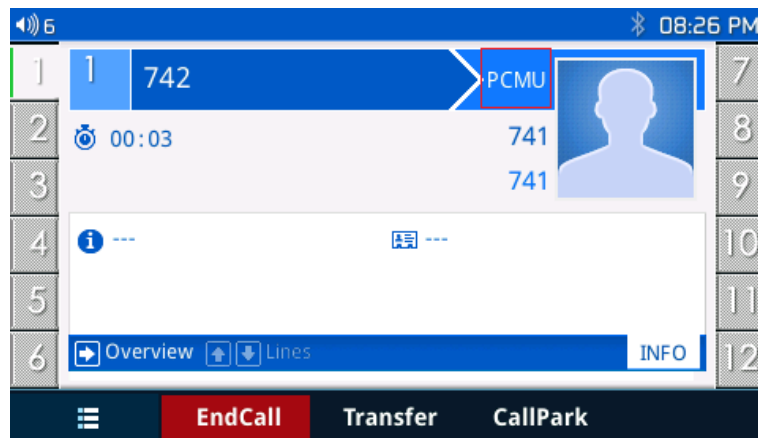 6 08:26 PM
1 1 742 PCMU 7
2 00:03 741 8
3 741 9
4 --- --- 10
5 11
6 Overview Lines INFO 12
EndCall Transfer CallPark